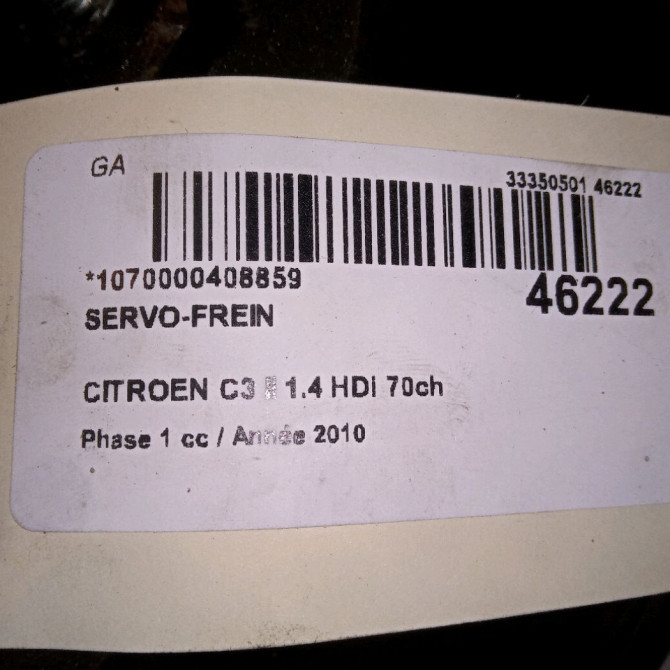 GA
33350501 46222
*1070000408859
46222
SERVO-FREIN
CITROEN C3 1.4 HDI 70ch
Phase 1 cc / Année 2010